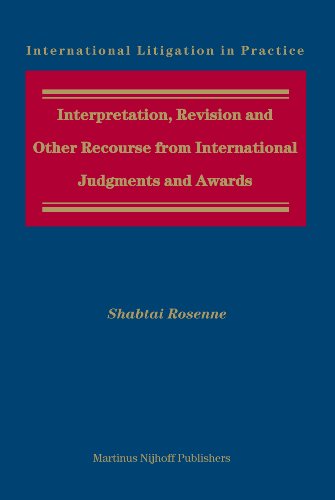 International Litigation in Practice
Interpretation, Revision and
Other Recourse from International
Judgments and Awards
Shabtai Rosenne
Martinus Nijhoff Publishers